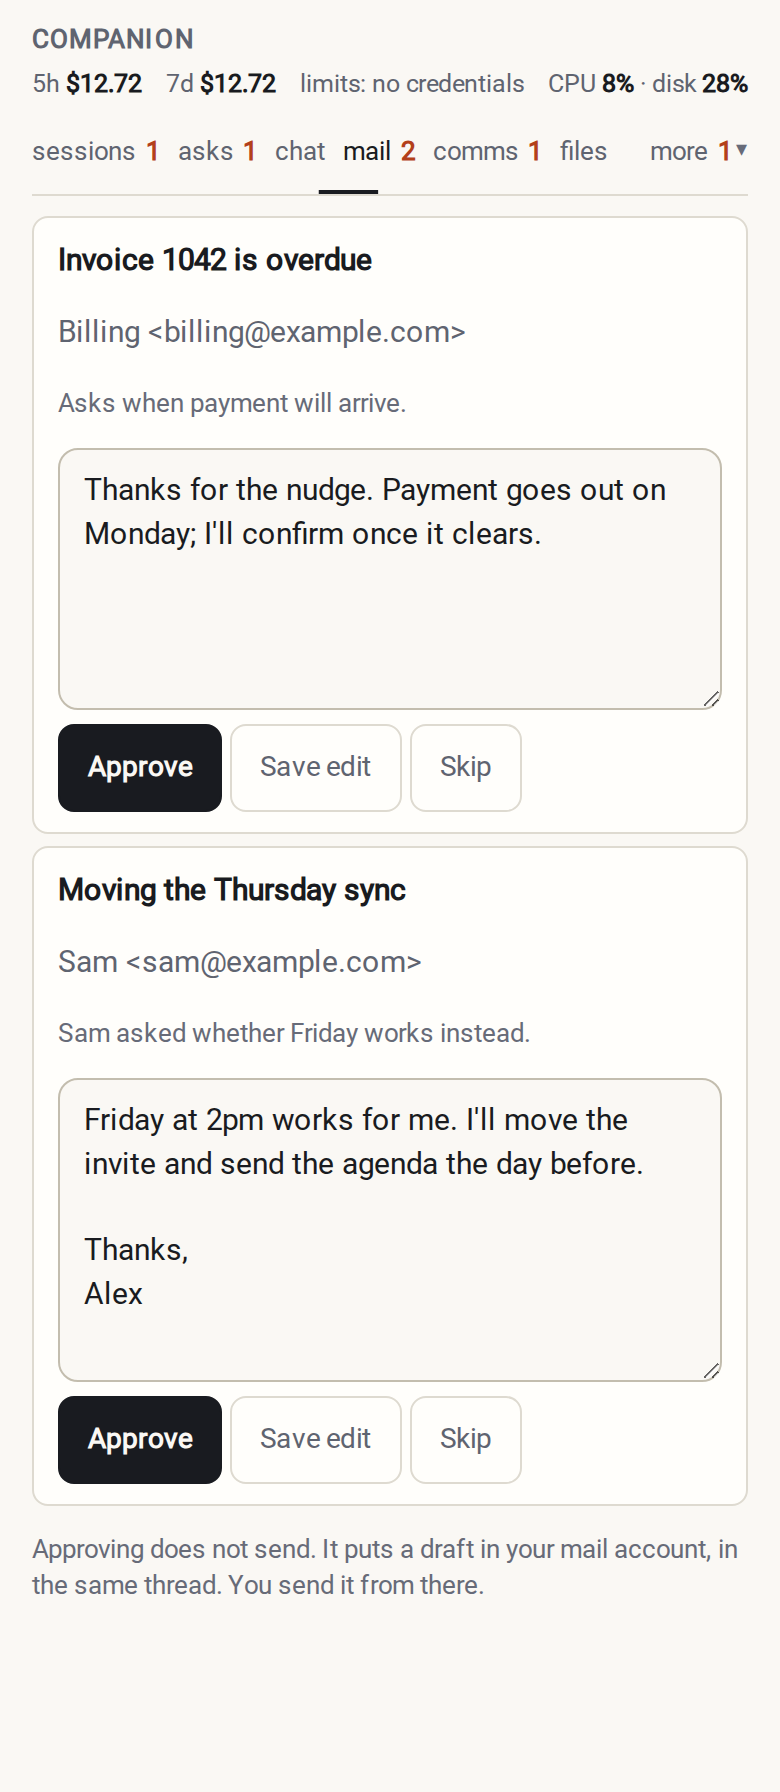 COMPANION
5h $12.72 7d $12.72 limits: no credentials CPU 8% · disk 28%
sessions 1 asks 1 chat mail 2 comms 1 files more 1 ▾
Invoice 1042 is overdue
Billing <billing@example.com>
Asks when payment will arrive.
Thanks for the nudge. Payment goes out on
Monday; I'll confirm once it clears.
Approve Save edit Skip
Moving the Thursday sync
Sam <sam@example.com>
Sam asked whether Friday works instead.
Friday at 2pm works for me. I'll move the
invite and send the agenda the day before.
Thanks,
Alex
Approve Save edit Skip
Approving does not send. It puts a draft in your mail account, in
the same thread. You send it from there.